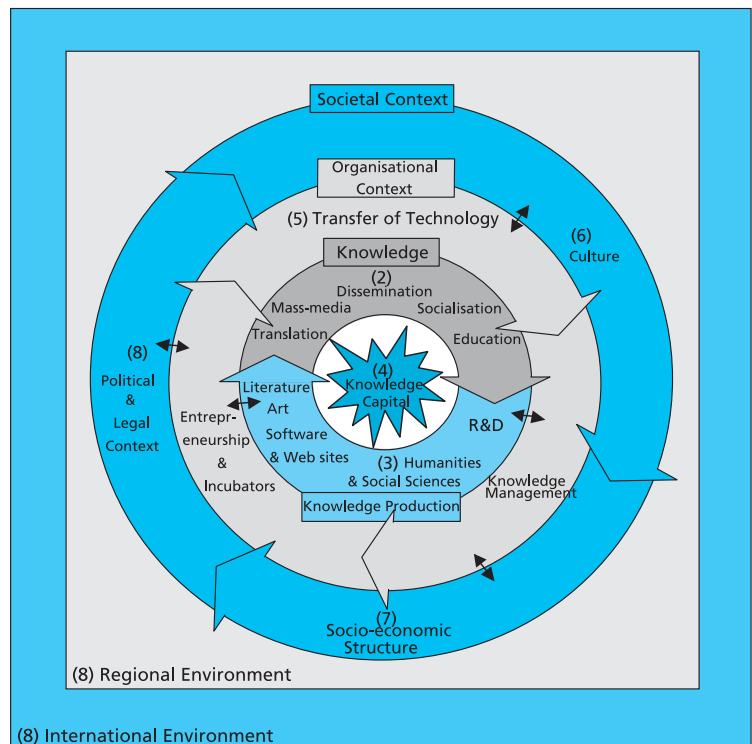 Societal Context
Organisational
Context
(5) Transfer of Technology
(6)
Culture
Knowledge
(2)
Dissemination
Mass-media
Socialisation
Translation
Education
(8)
Political
&
Legal
Context
(4)
Knowledge
Capital
Literature
Art
Software
& Web sites
R&D
Entrepr-
eneurship
&
Incubators
(3) Humanities
& Social Sciences
Knowledge
Management
Knowledge Production
(7)
Socio-economic
Structure
(8) Regional Environment
(8) International Environment